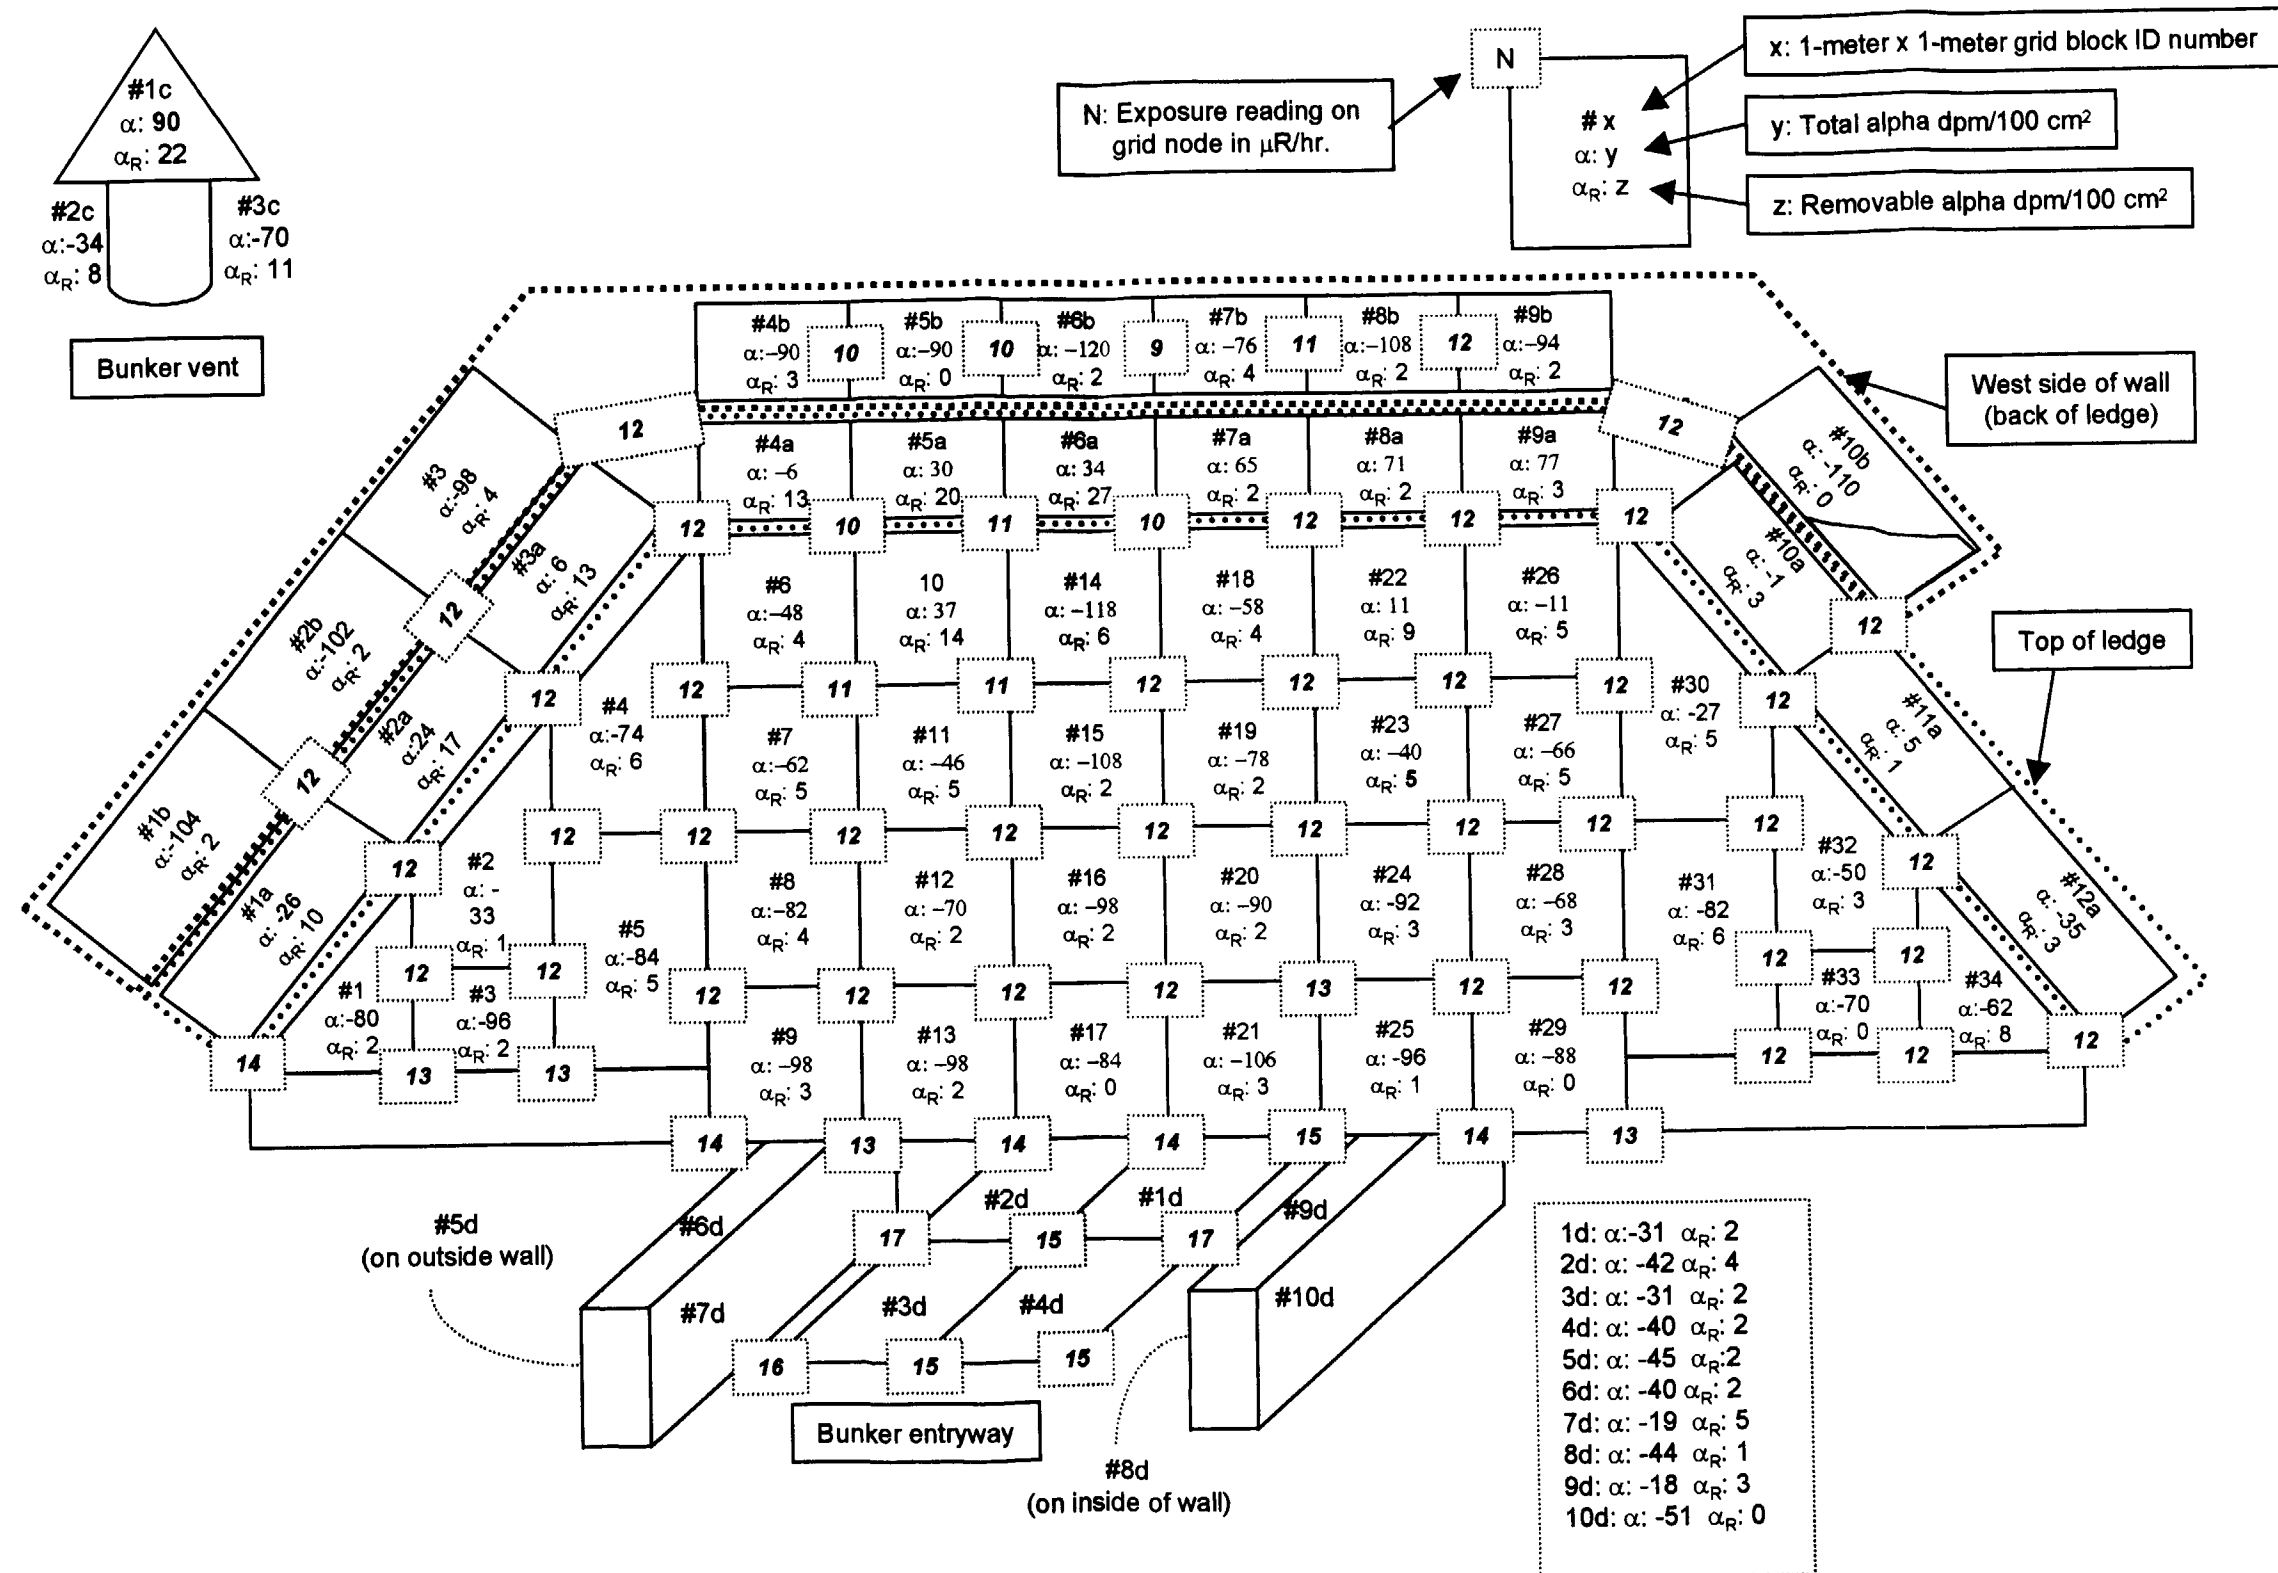 #1c
α: 90
αR: 22
#2c
α:-34
αR: 8
#3c
α:-70
αR: 11
Bunker vent
N: Exposure reading on
grid node in μR/hr.
N
# x
α: y
αR: z
x: 1-meter x 1-meter grid block ID number
y: Total alpha dpm/100 cm²
z: Removable alpha dpm/100 cm²
West side of wall
(back of ledge)
Top of ledge
#4b
α:-90
αR: 3
10
#5b
α:-90
αR: 0
10
#6b
α: -120
αR: 2
9
#7b
α: -76
αR: 4
11
#8b
α:-108
αR: 2
12
#9b
α:-94
αR: 2
12
12
#3
α:-98
αR: 4
#2b
α:-102
αR: 2
#1b
α:-104
αR: 2
12
12
#3a
α: 6
αR: 13
#2a
α:24
αR: 17
#1a
α: -26
αR: 10
#4a
α: -6
αR: 13
#5a
α: 30
αR: 20
#6a
α: 34
αR: 27
#7a
α: 65
αR: 2
#8a
α: 71
αR: 2
#9a
α: 77
αR: 3
#10b
α: -110
αR: 0
#10a
α: -1
αR: 3
12
#11a
α: 5
αR: 1
#12a
α: -35
αR: 3
12
10
11
10
12
12
12
#6
α:-48
αR: 4
10
α: 37
αR: 14
#14
α: -118
αR: 6
#18
α: -58
αR: 4
#22
α: 11
αR: 9
#26
α: -11
αR: 5
12
12
11
11
12
12
12
12
12
#4
α:-74
αR: 6
#7
α:-62
αR: 5
#11
α: -46
αR: 5
#15
α: -108
αR: 2
#19
α: -78
αR: 2
#23
α: -40
αR: 5
#27
α: -66
αR: 5
#30
α: -27
αR: 5
12
12
12
12
12
12
12
12
12
12
12
#2
α: -
33
αR: 1
#5
α:-84
αR: 5
#8
α:-82
αR: 4
#12
α: -70
αR: 2
#16
α: -98
αR: 2
#20
α: -90
αR: 2
#24
α: -92
αR: 3
#28
α: -68
αR: 3
#31
α: -82
αR: 6
#32
α:-50
αR: 3
12
12
12
12
12
12
13
12
12
12
12
#1
α:-80
αR: 2
#3
α:-96
αR: 2
#9
α: -98
αR: 3
#13
α: -98
αR: 2
#17
α: -84
αR: 0
#21
α: -106
αR: 3
#25
α: -96
αR: 1
#29
α: -88
αR: 0
#33
α:-70
αR: 0
#34
α:-62
αR: 8
14
13
13
12
12
12
14
13
14
14
15
14
13
#5d
(on outside wall)
#6d
#7d
#2d
#1d
#9d
17
15
17
#3d
#4d
#10d
16
15
15
Bunker entryway
#8d
(on inside of wall)
1d: α:-31 αR: 2
2d: α: -42 αR: 4
3d: α: -31 αR: 2
4d: α: -40 αR: 2
5d: α: -45 αR:2
6d: α: -40 αR: 2
7d: α: -19 αR: 5
8d: α: -44 αR: 1
9d: α: -18 αR: 3
10d: α: -51 αR: 0